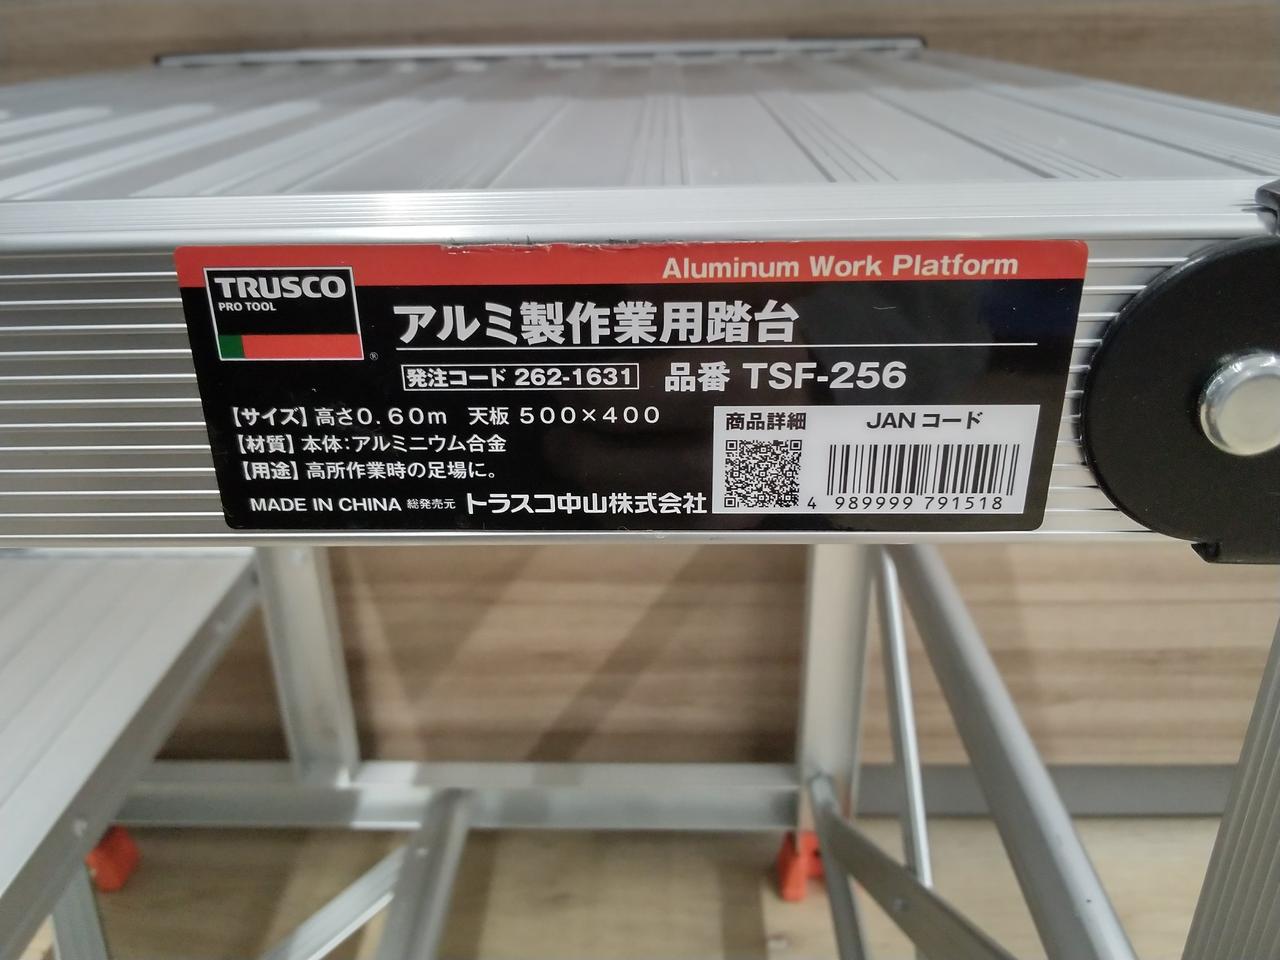 Aluminum Work Platform
TRUSCO
PRO TOOL
®
アルミ製作業用踏台
発注コード 262-1631 品番 TSF-256
【サイズ】高さ0.60m 天板 500×400
【材質】本体:アルミニウム合金
【用途】高所作業時の足場に。
MADE IN CHINA 総発売元 トラスコ中山株式会社
商品詳細
JANコード
4 989999 791518